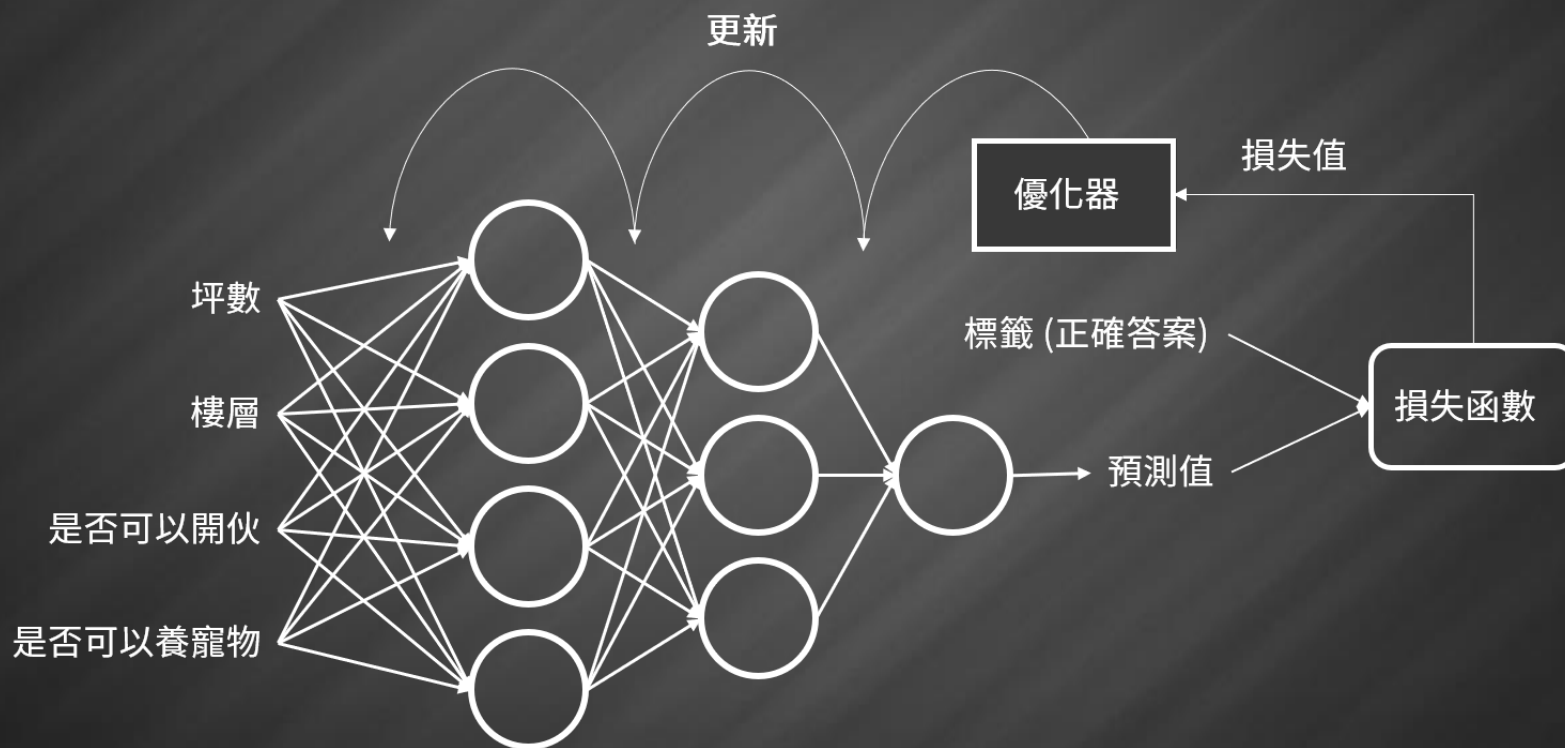 更新
損失值
優化器
坪數
標籤 (正確答案)
樓層
損失函數
預測值
是否可以開伙
是否可以養寵物